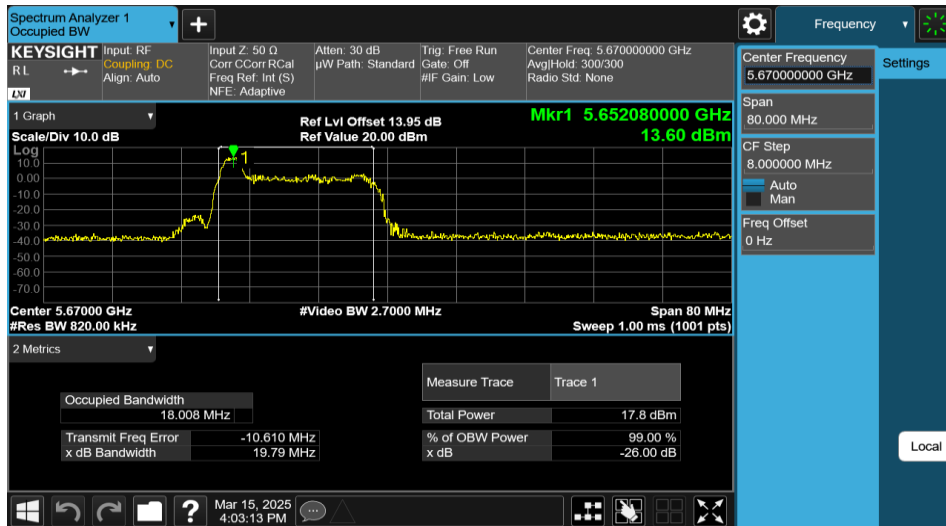 Spectrum Analyzer 1
Occupied BW
Frequency
KEYSIGHT
RL
LXI
Input: RF
Coupling: DC
Align: Auto
Input Z: 50 Ω
Corr CCorr RCal
Freq Ref: Int (S)
NFE: Adaptive
Atten: 30 dB
µW Path: Standard
Trig: Free Run
Gate: Off
#IF Gain: Low
Center Freq: 5.670000000 GHz
Avg|Hold: 300/300
Radio Std: None
Center Frequency
5.670000000 GHz
Settings
Span
80.000 MHz
CF Step
8.000000 MHz
Auto
Man
Freq Offset
0 Hz
Local
1 Graph
Scale/Div 10.0 dB
Ref Lvl Offset 13.95 dB
Ref Value 20.00 dBm
Mkr1 5.652080000 GHz
13.60 dBm
Log
10.0
0.00
-10.0
-20.0
-30.0
-40.0
-50.0
-60.0
-70.0
1
Center 5.67000 GHz
#Res BW 820.00 kHz
#Video BW 2.7000 MHz
Span 80 MHz
Sweep 1.00 ms (1001 pts)
2 Metrics
Measure Trace Trace 1
Occupied Bandwidth
18.008 MHz
Total Power 17.8 dBm
Transmit Freq Error -10.610 MHz
% of OBW Power 99.00 %
x dB Bandwidth 19.79 MHz
x dB -26.00 dB
?
Mar 15, 2025
4:03:13 PM